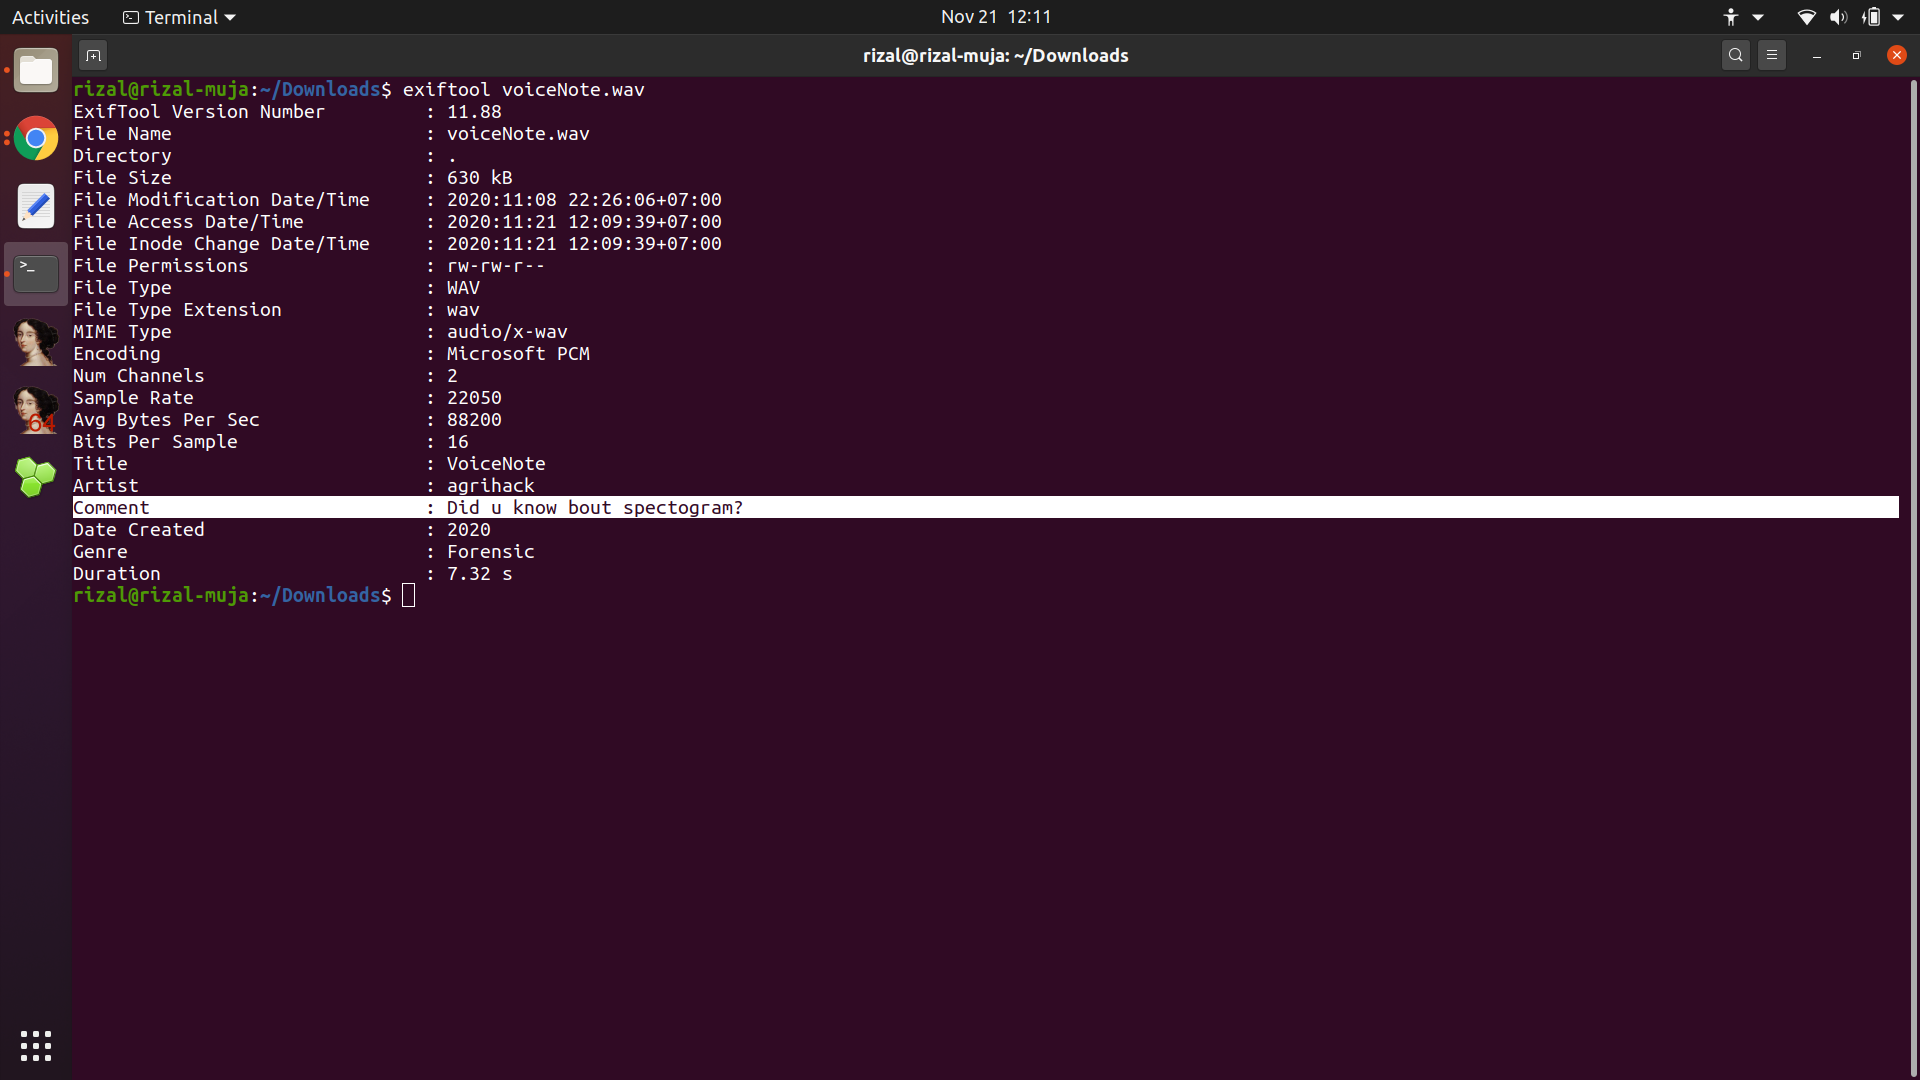 Activities Terminal Nov 21 12:11
rizal@rizal-muja: ~/Downloads
rizal@rizal-muja:~/Downloads$ exiftool voiceNote.wav
ExifTool Version Number : 11.88
File Name : voiceNote.wav
Directory : .
File Size : 630 kB
File Modification Date/Time : 2020:11:08 22:26:06+07:00
File Access Date/Time : 2020:11:21 12:09:39+07:00
File Inode Change Date/Time : 2020:11:21 12:09:39+07:00
File Permissions : rw-rw-r--
File Type : WAV
File Type Extension : wav
MIME Type : audio/x-wav
Encoding : Microsoft PCM
Num Channels : 2
Sample Rate : 22050
Avg Bytes Per Sec : 88200
Bits Per Sample : 16
Title : VoiceNote
Artist : agrihack
Comment : Did u know bout spectogram?
Date Created : 2020
Genre : Forensic
Duration : 7.32 s
rizal@rizal-muja:~/Downloads$
>_
64